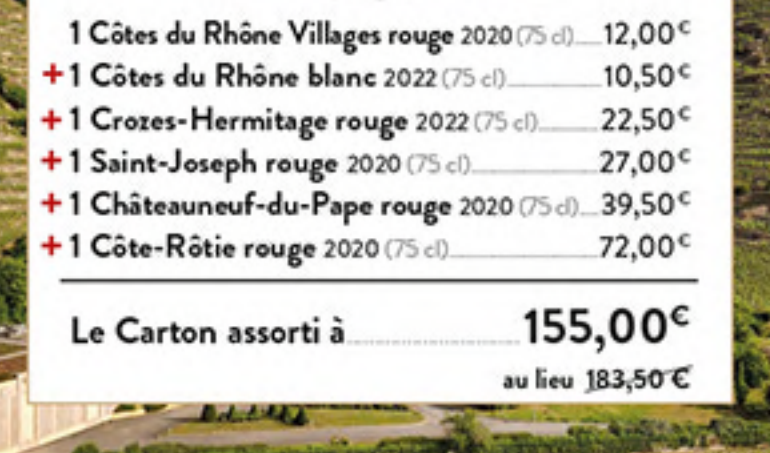 1 Côtes du Rhône Villages rouge 2020 (75 cl) 12,00€
+ 1 Côtes du Rhône blanc 2022 (75 cl) 10,50€
+ 1 Crozes-Hermitage rouge 2022 (75 cl) 22,50€
+ 1 Saint-Joseph rouge 2020 (75 cl) 27,00€
+ 1 Châteauneuf-du-Pape rouge 2020 (75 cl) 39,50€
+ 1 Côte-Rôtie rouge 2020 (75 cl) 72,00€
Le Carton assorti à 155,00€
au lieu 183,50 €